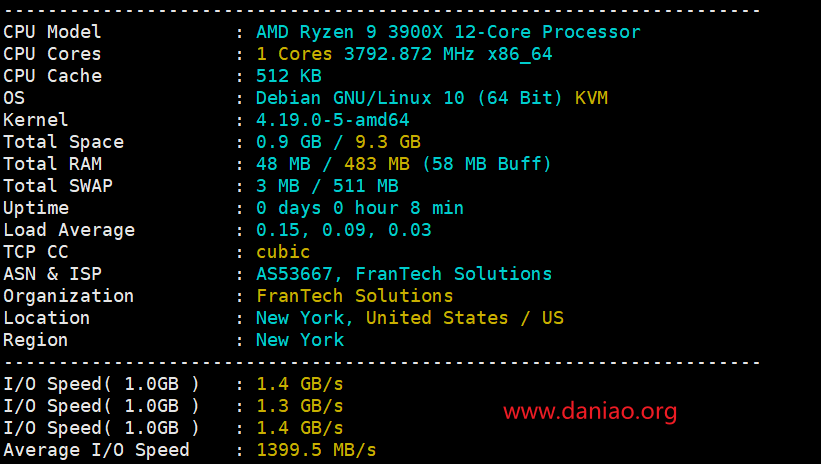 ----------------------------------------------------------------------
CPU Model            : AMD Ryzen 9 3900X 12-Core Processor
CPU Cores            : 1 Cores 3792.872 MHz x86_64
CPU Cache            : 512 KB
OS                   : Debian GNU/Linux 10 (64 Bit) KVM
Kernel               : 4.19.0-5-amd64
Total Space          : 0.9 GB / 9.3 GB
Total RAM            : 48 MB / 483 MB (58 MB Buff)
Total SWAP           : 3 MB / 511 MB
Uptime               : 0 days 0 hour 8 min
Load Average         : 0.15, 0.09, 0.03
TCP CC               : cubic
ASN & ISP            : AS53667, FranTech Solutions
Organization         : FranTech Solutions
Location             : New York, United States / US
Region               : New York
----------------------------------------------------------------------
I/O Speed( 1.0GB )   : 1.4 GB/s
I/O Speed( 1.0GB )   : 1.3 GB/s
I/O Speed( 1.0GB )   : 1.4 GB/s
Average I/O Speed    : 1399.5 MB/s
www.daniao.org